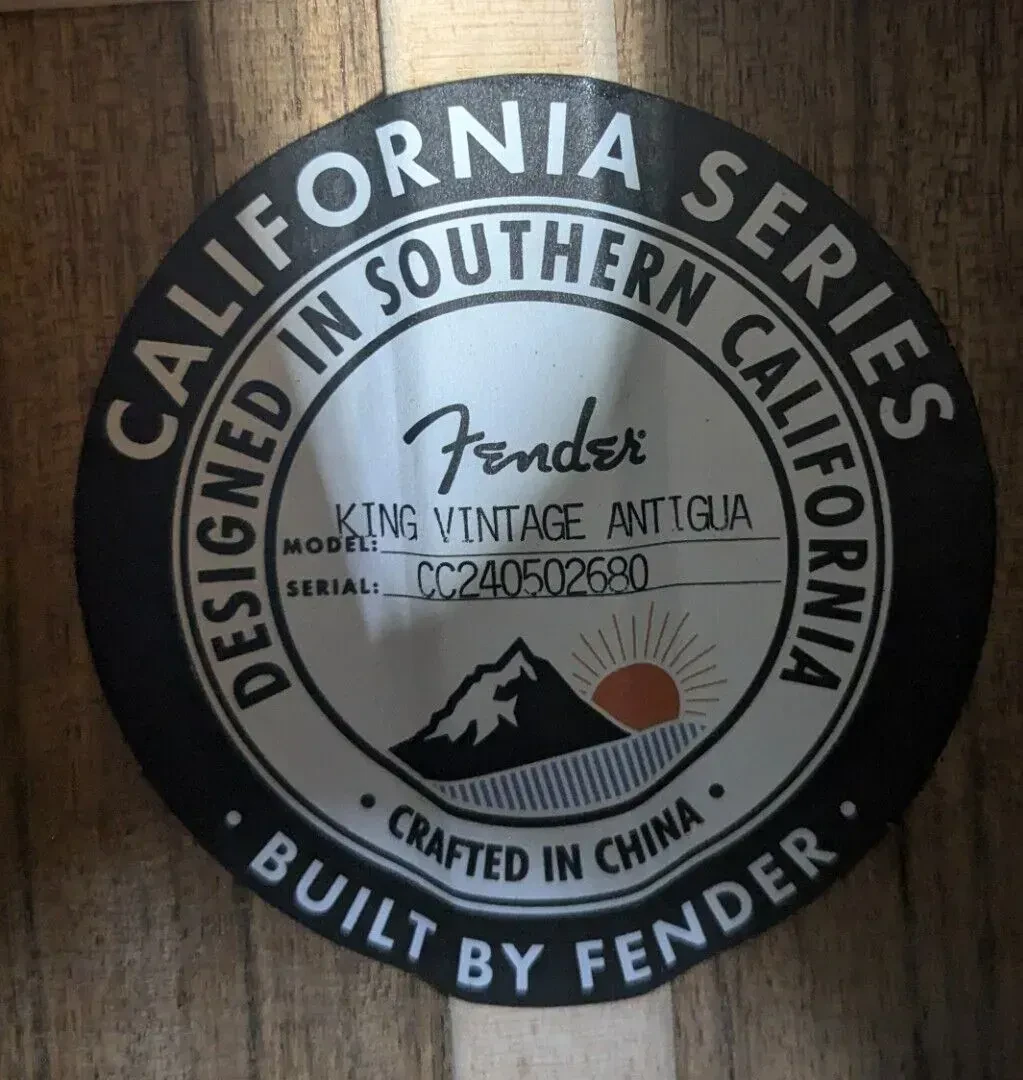 CALIFORNIA SERIES
DESIGNED IN SOUTHERN CALIFORNIA
Fender
MODEL: KING VINTAGE ANTIGUA
SERIAL: CC240502680
• CRAFTED IN CHINA •
• BUILT BY FENDER •